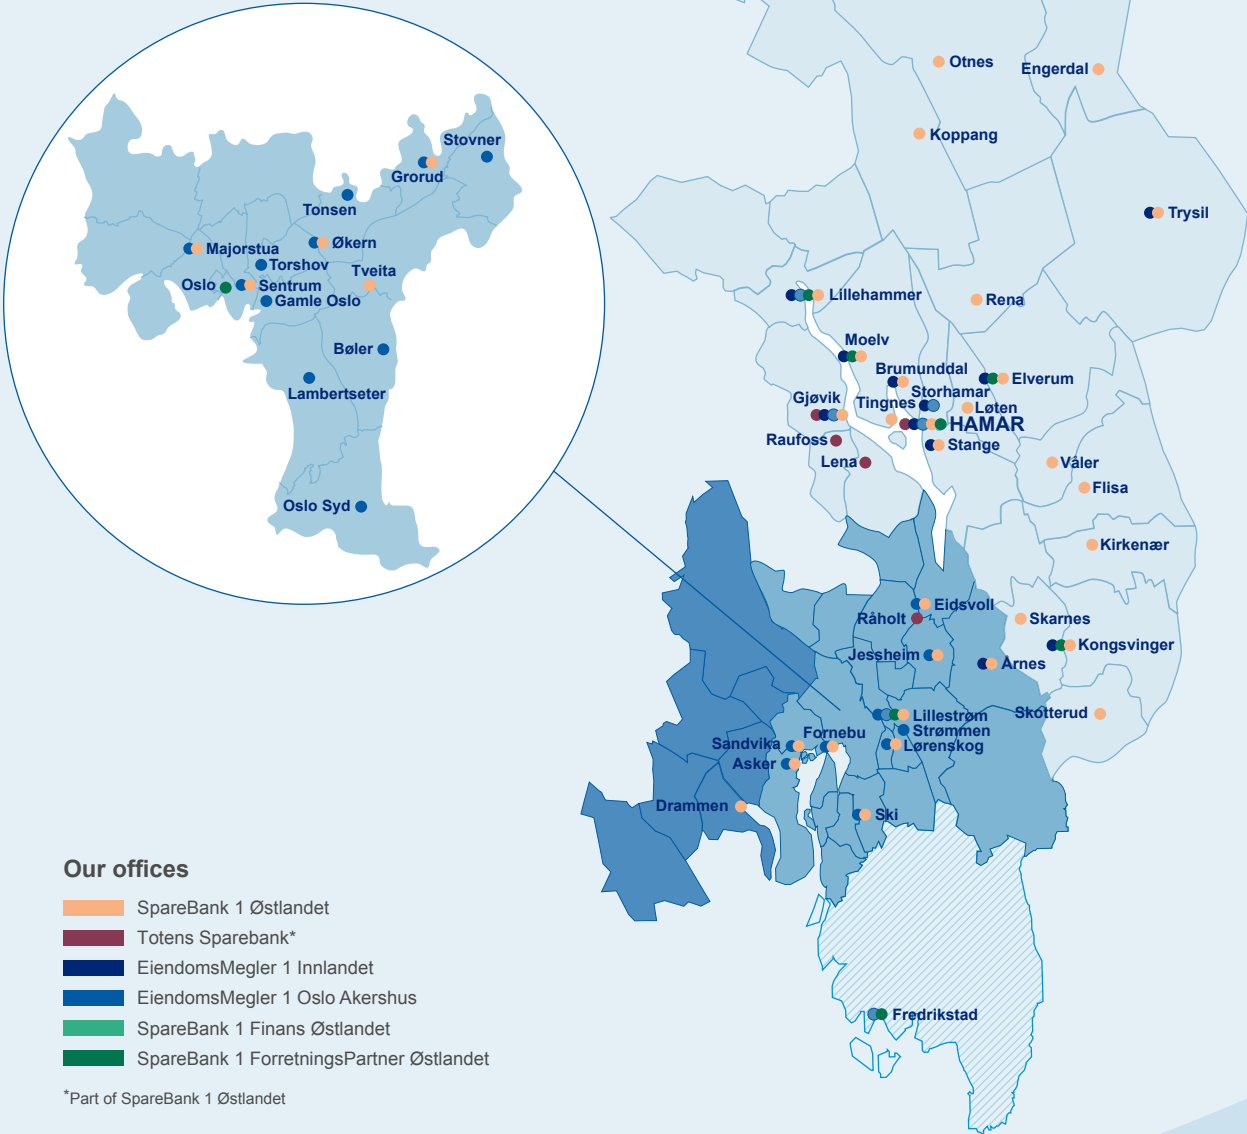 Otnes
Engerdal
Koppang
Stovner
Grorud
Tonsen
Trysil
Majorstua
Økern
Torshov
Tveita
Oslo
Sentrum
Gamle Oslo
Lillehammer
Rena
Moelv
Bøler
Brumunddal
Elverum
Lambertseter
Storhamar
Gjøvik
Tingnes
Løten
HAMAR
Raufoss
Stange
Lena
Våler
Flisa
Oslo Syd
Kirkenær
Eidsvoll
Råholt
Skarnes
Kongsvinger
Jessheim
Årnes
Lillestrøm
Skotterud
Strømmen
Fornebu
Sandvika
Lørenskog
Asker
Drammen
Ski
Our offices
SpareBank 1 Østlandet
Totens Sparebank*
EiendomsMegler 1 Innlandet
EiendomsMegler 1 Oslo Akershus
SpareBank 1 Finans Østlandet
SpareBank 1 ForretningsPartner Østlandet
*Part of SpareBank 1 Østlandet
Fredrikstad